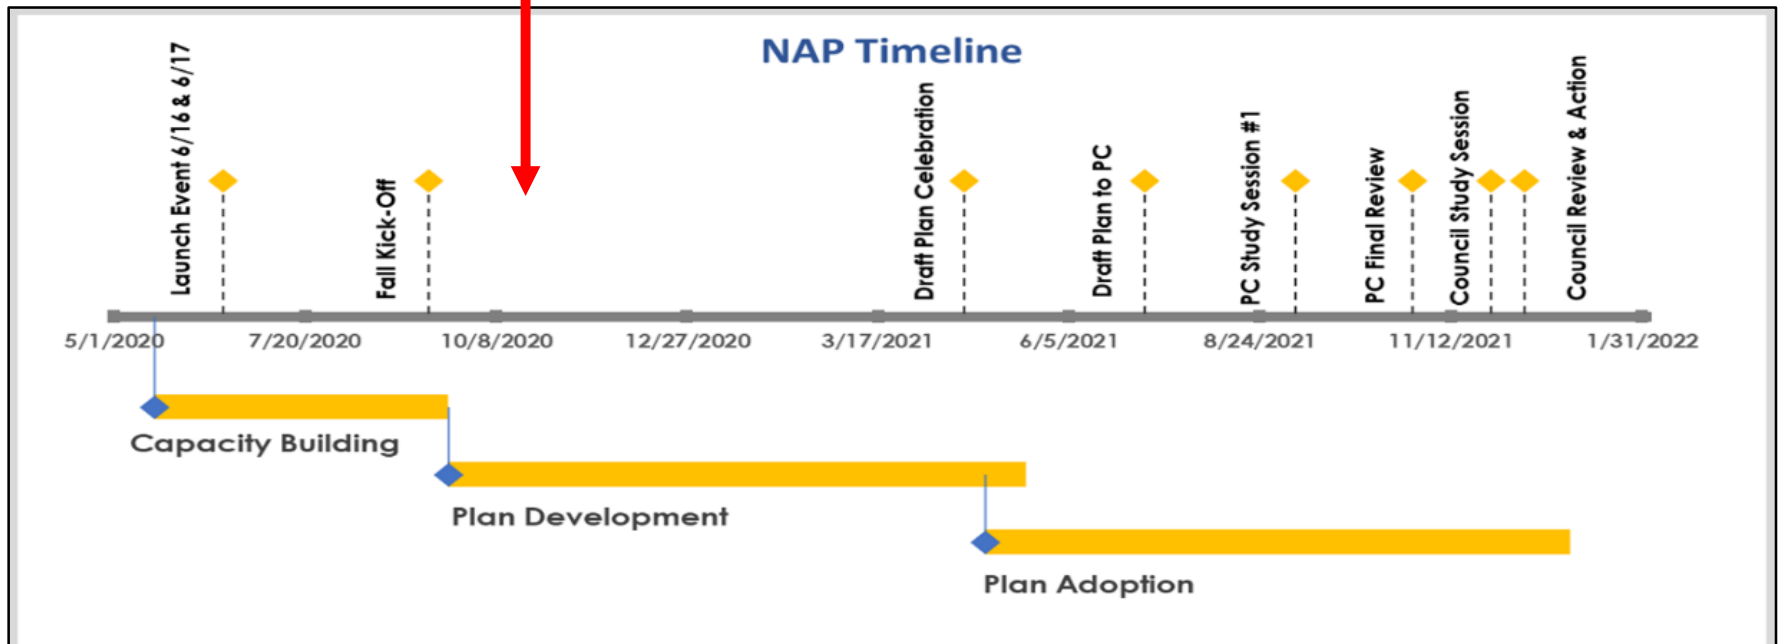 NAP Timeline
Launch Event 6/16 & 6/17
Fall Kick-Off
Draft Plan Celebration
Draft Plan to PC
PC Study Session #1
PC Final Review
Council Study Session
Council Review & Action
5/1/2020
7/20/2020
10/8/2020
12/27/2020
3/17/2021
6/5/2021
8/24/2021
11/12/2021
1/31/2022
Capacity Building
Plan Development
Plan Adoption